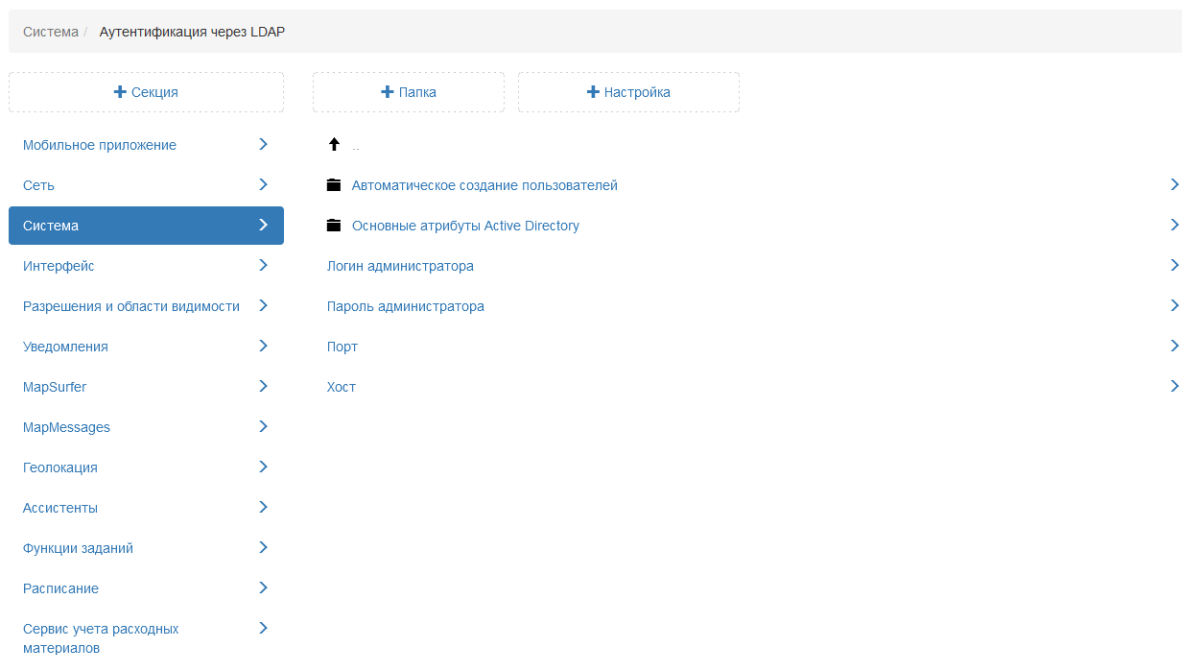 Система / Аутентификация через LDAP
+ Секция
+ Папка
+ Настройка
Мобильное приложение
Сеть
Система
Интерфейс
Разрешения и области видимости
Уведомления
MapSurfer
MapMessages
Геолокация
Ассистенты
Функции заданий
Расписание
Сервис учета расходных
материалов
..
Автоматическое создание пользователей
Основные атрибуты Active Directory
Логин администратора
Пароль администратора
Порт
Хост